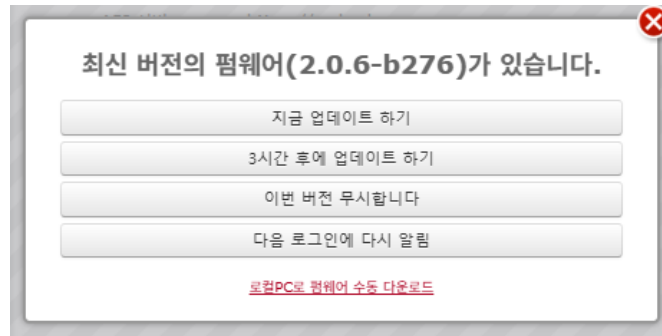 최신 버전의 펌웨어(2.0.6-b276)가 있습니다.
지금 업데이트 하기
3시간 후에 업데이트 하기
이번 버전 무시합니다
다음 로그인에 다시 알림
로컬PC로 펌웨어 수동 다운로드